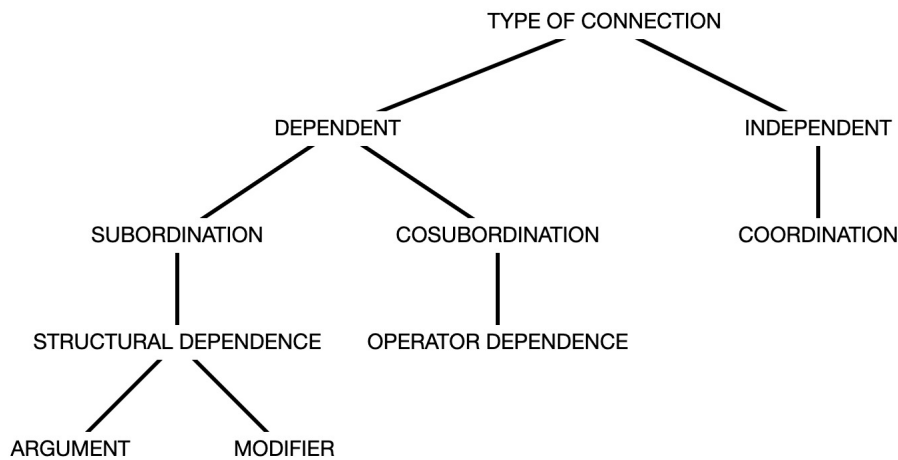 TYPE OF CONNECTION
DEPENDENT
INDEPENDENT
SUBORDINATION
COSUBORDINATION
COORDINATION
STRUCTURAL DEPENDENCE
OPERATOR DEPENDENCE
ARGUMENT
MODIFIER